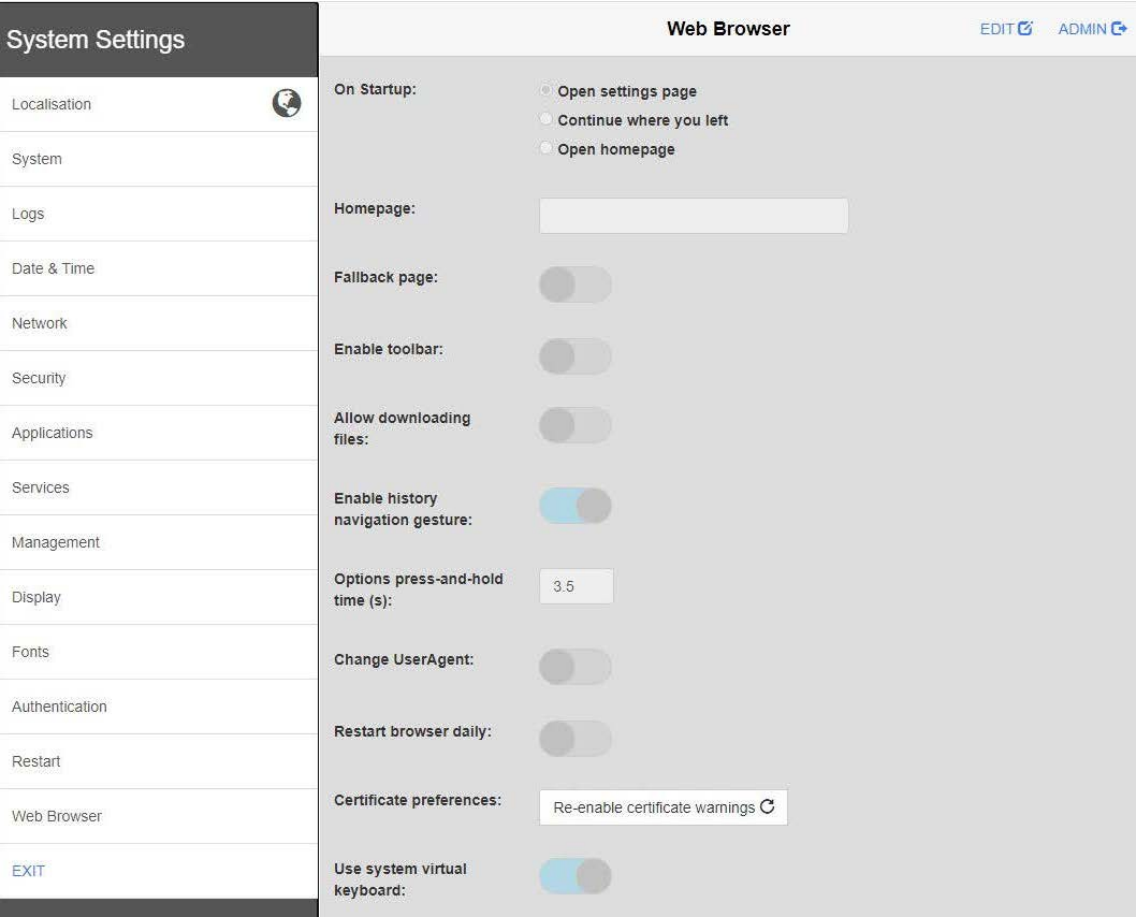 System Settings
Web Browser
EDIT
ADMIN
Localisation
System
Logs
Date & Time
Network
Security
Applications
Services
Management
Display
Fonts
Authentication
Restart
Web Browser
EXIT
On Startup:
Open settings page
Continue where you left
Open homepage
Homepage:
Fallback page:
Enable toolbar:
Allow downloading
files:
Enable history
navigation gesture:
Options press-and-hold
time (s):
3.5
Change UserAgent:
Restart browser daily:
Certificate preferences:
Re-enable certificate warnings
Use system virtual
keyboard: